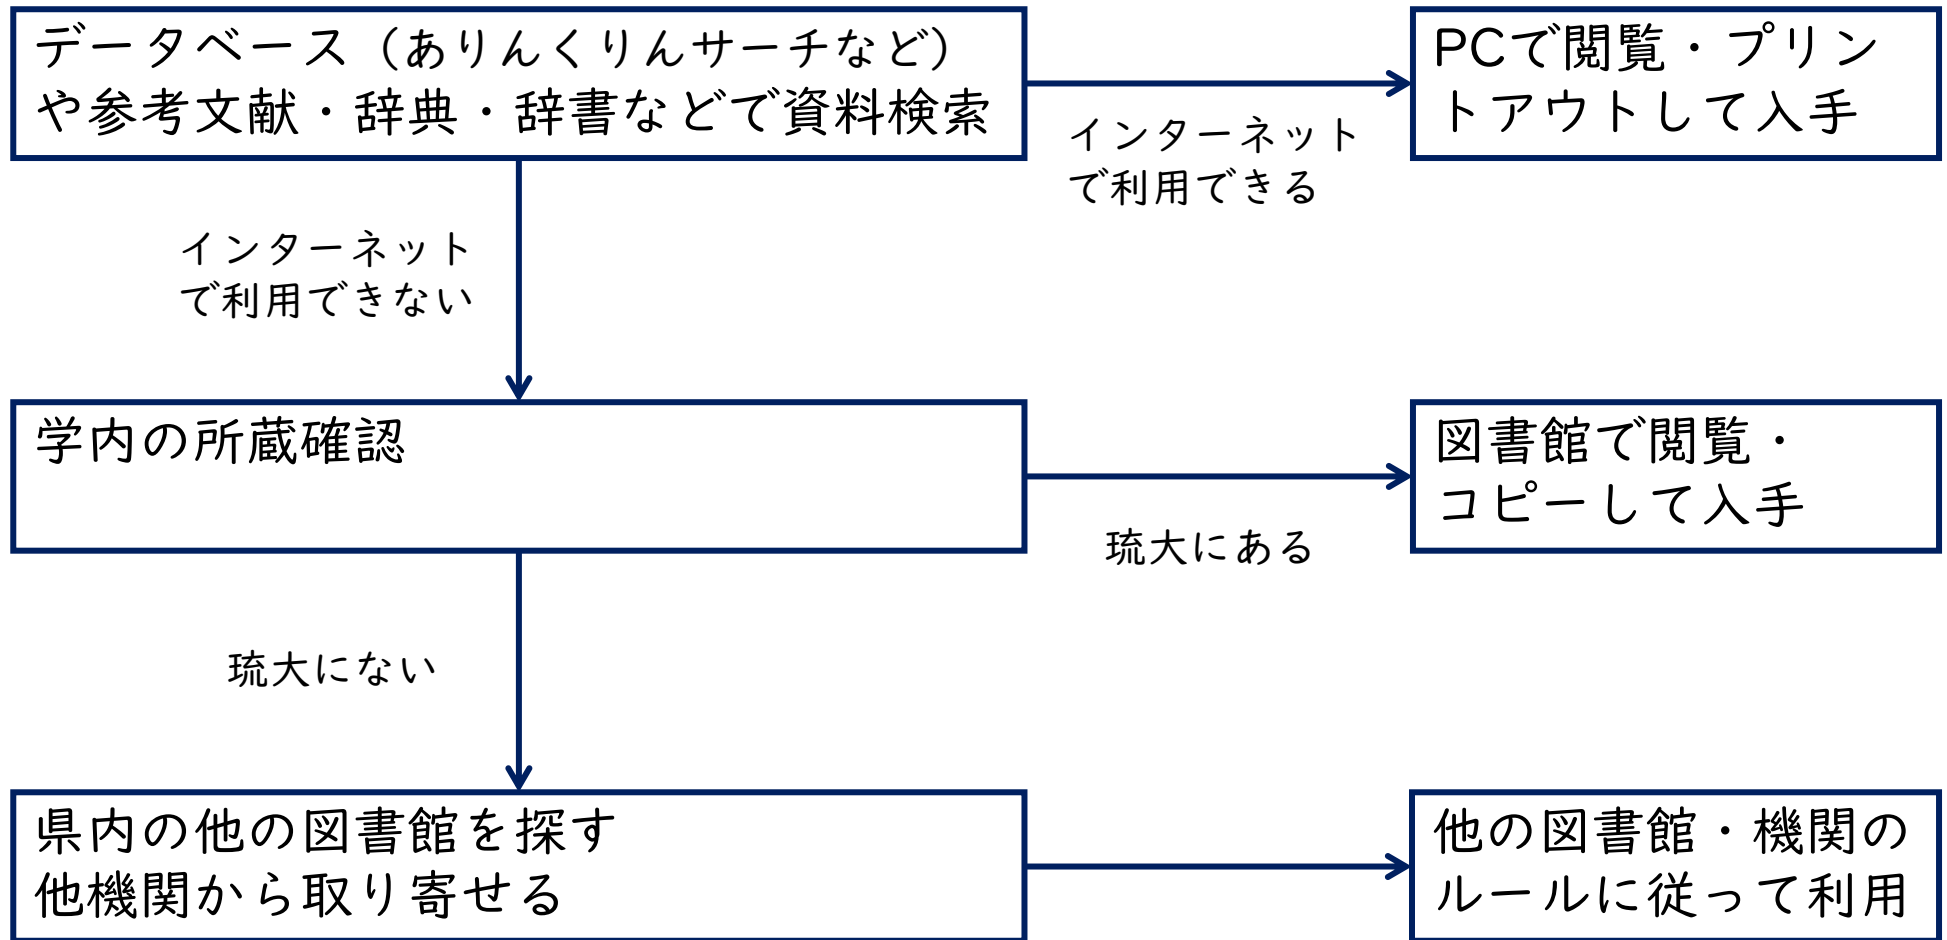 データベース（ありんくりんサーチなど）
や参考文献・辞典・辞書などで資料検索
PCで閲覧・プリン
トアウトして入手
インターネット
で利用できる
インターネット
で利用できない
学内の所蔵確認
図書館で閲覧・
コピーして入手
琉大にある
琉大にない
県内の他の図書館を探す
他機関から取り寄せる
他の図書館・機関の
ルールに従って利用